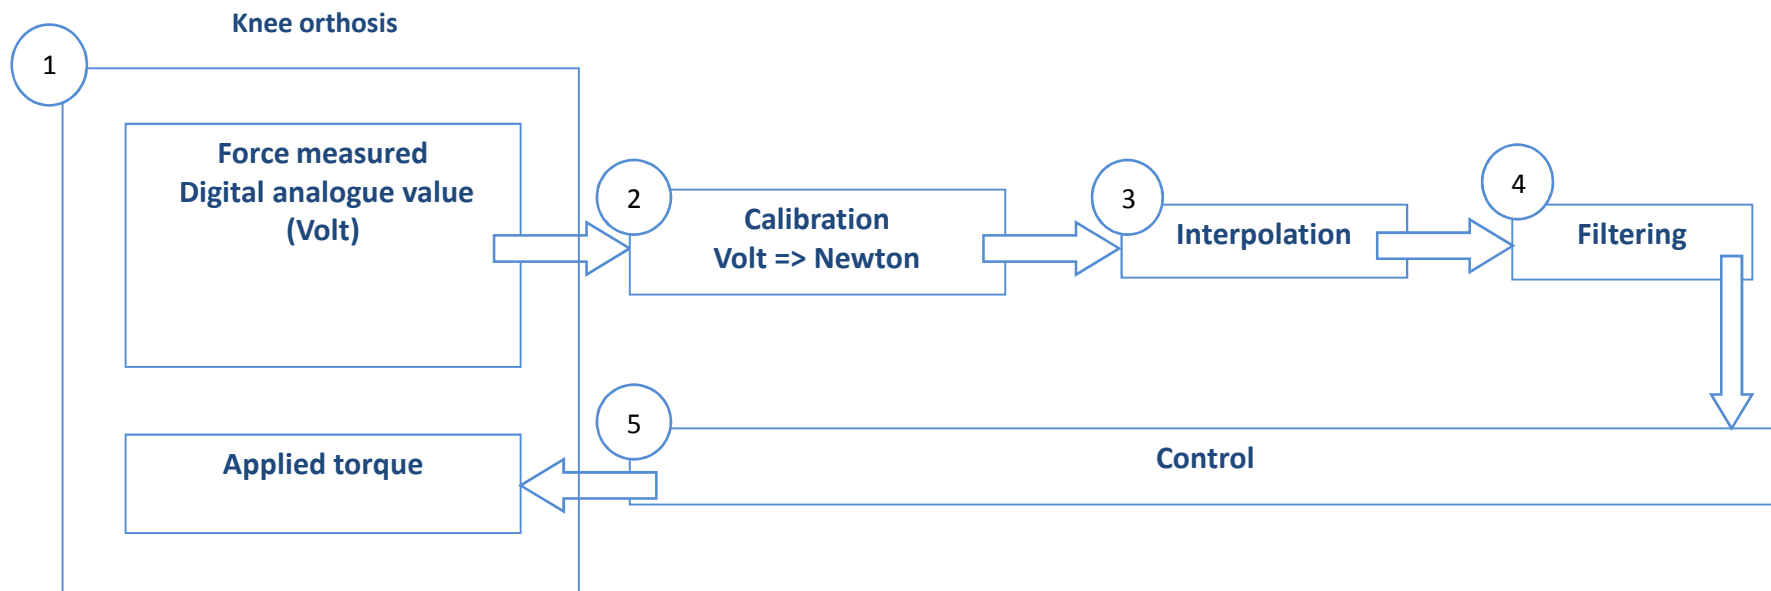 Knee orthosis
1
Force measured
Digital analogue value
(Volt)
2
Calibration
Volt => Newton
3
Interpolation
4
Filtering
5
Control
Applied torque